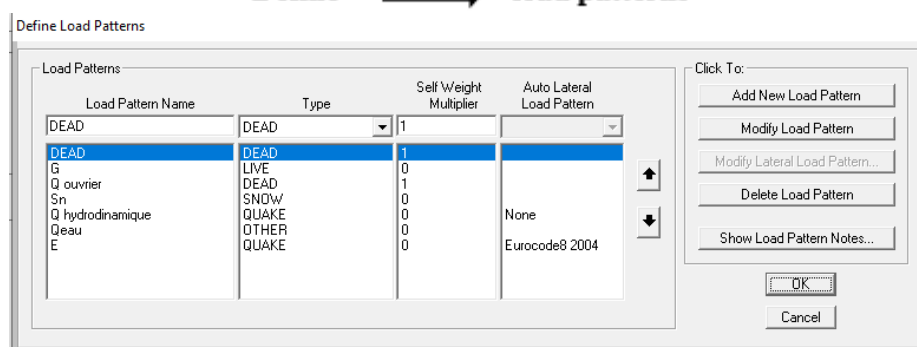 Define Load Patterns
Load Patterns
Click To:
Load Pattern Name Type Self Weight Multiplier Auto Lateral Load Pattern
DEAD DEAD 1
DEAD DEAD 1
G LIVE 0
Q ouvrier DEAD 1
Sn SNOW 0
Q hydrodinamique QUAKE 0 None
Qeau OTHER 0
E QUAKE 0 Eurocode8 2004
Add New Load Pattern
Modify Load Pattern
Modify Lateral Load Pattern...
Delete Load Pattern
Show Load Pattern Notes...
OK
Cancel